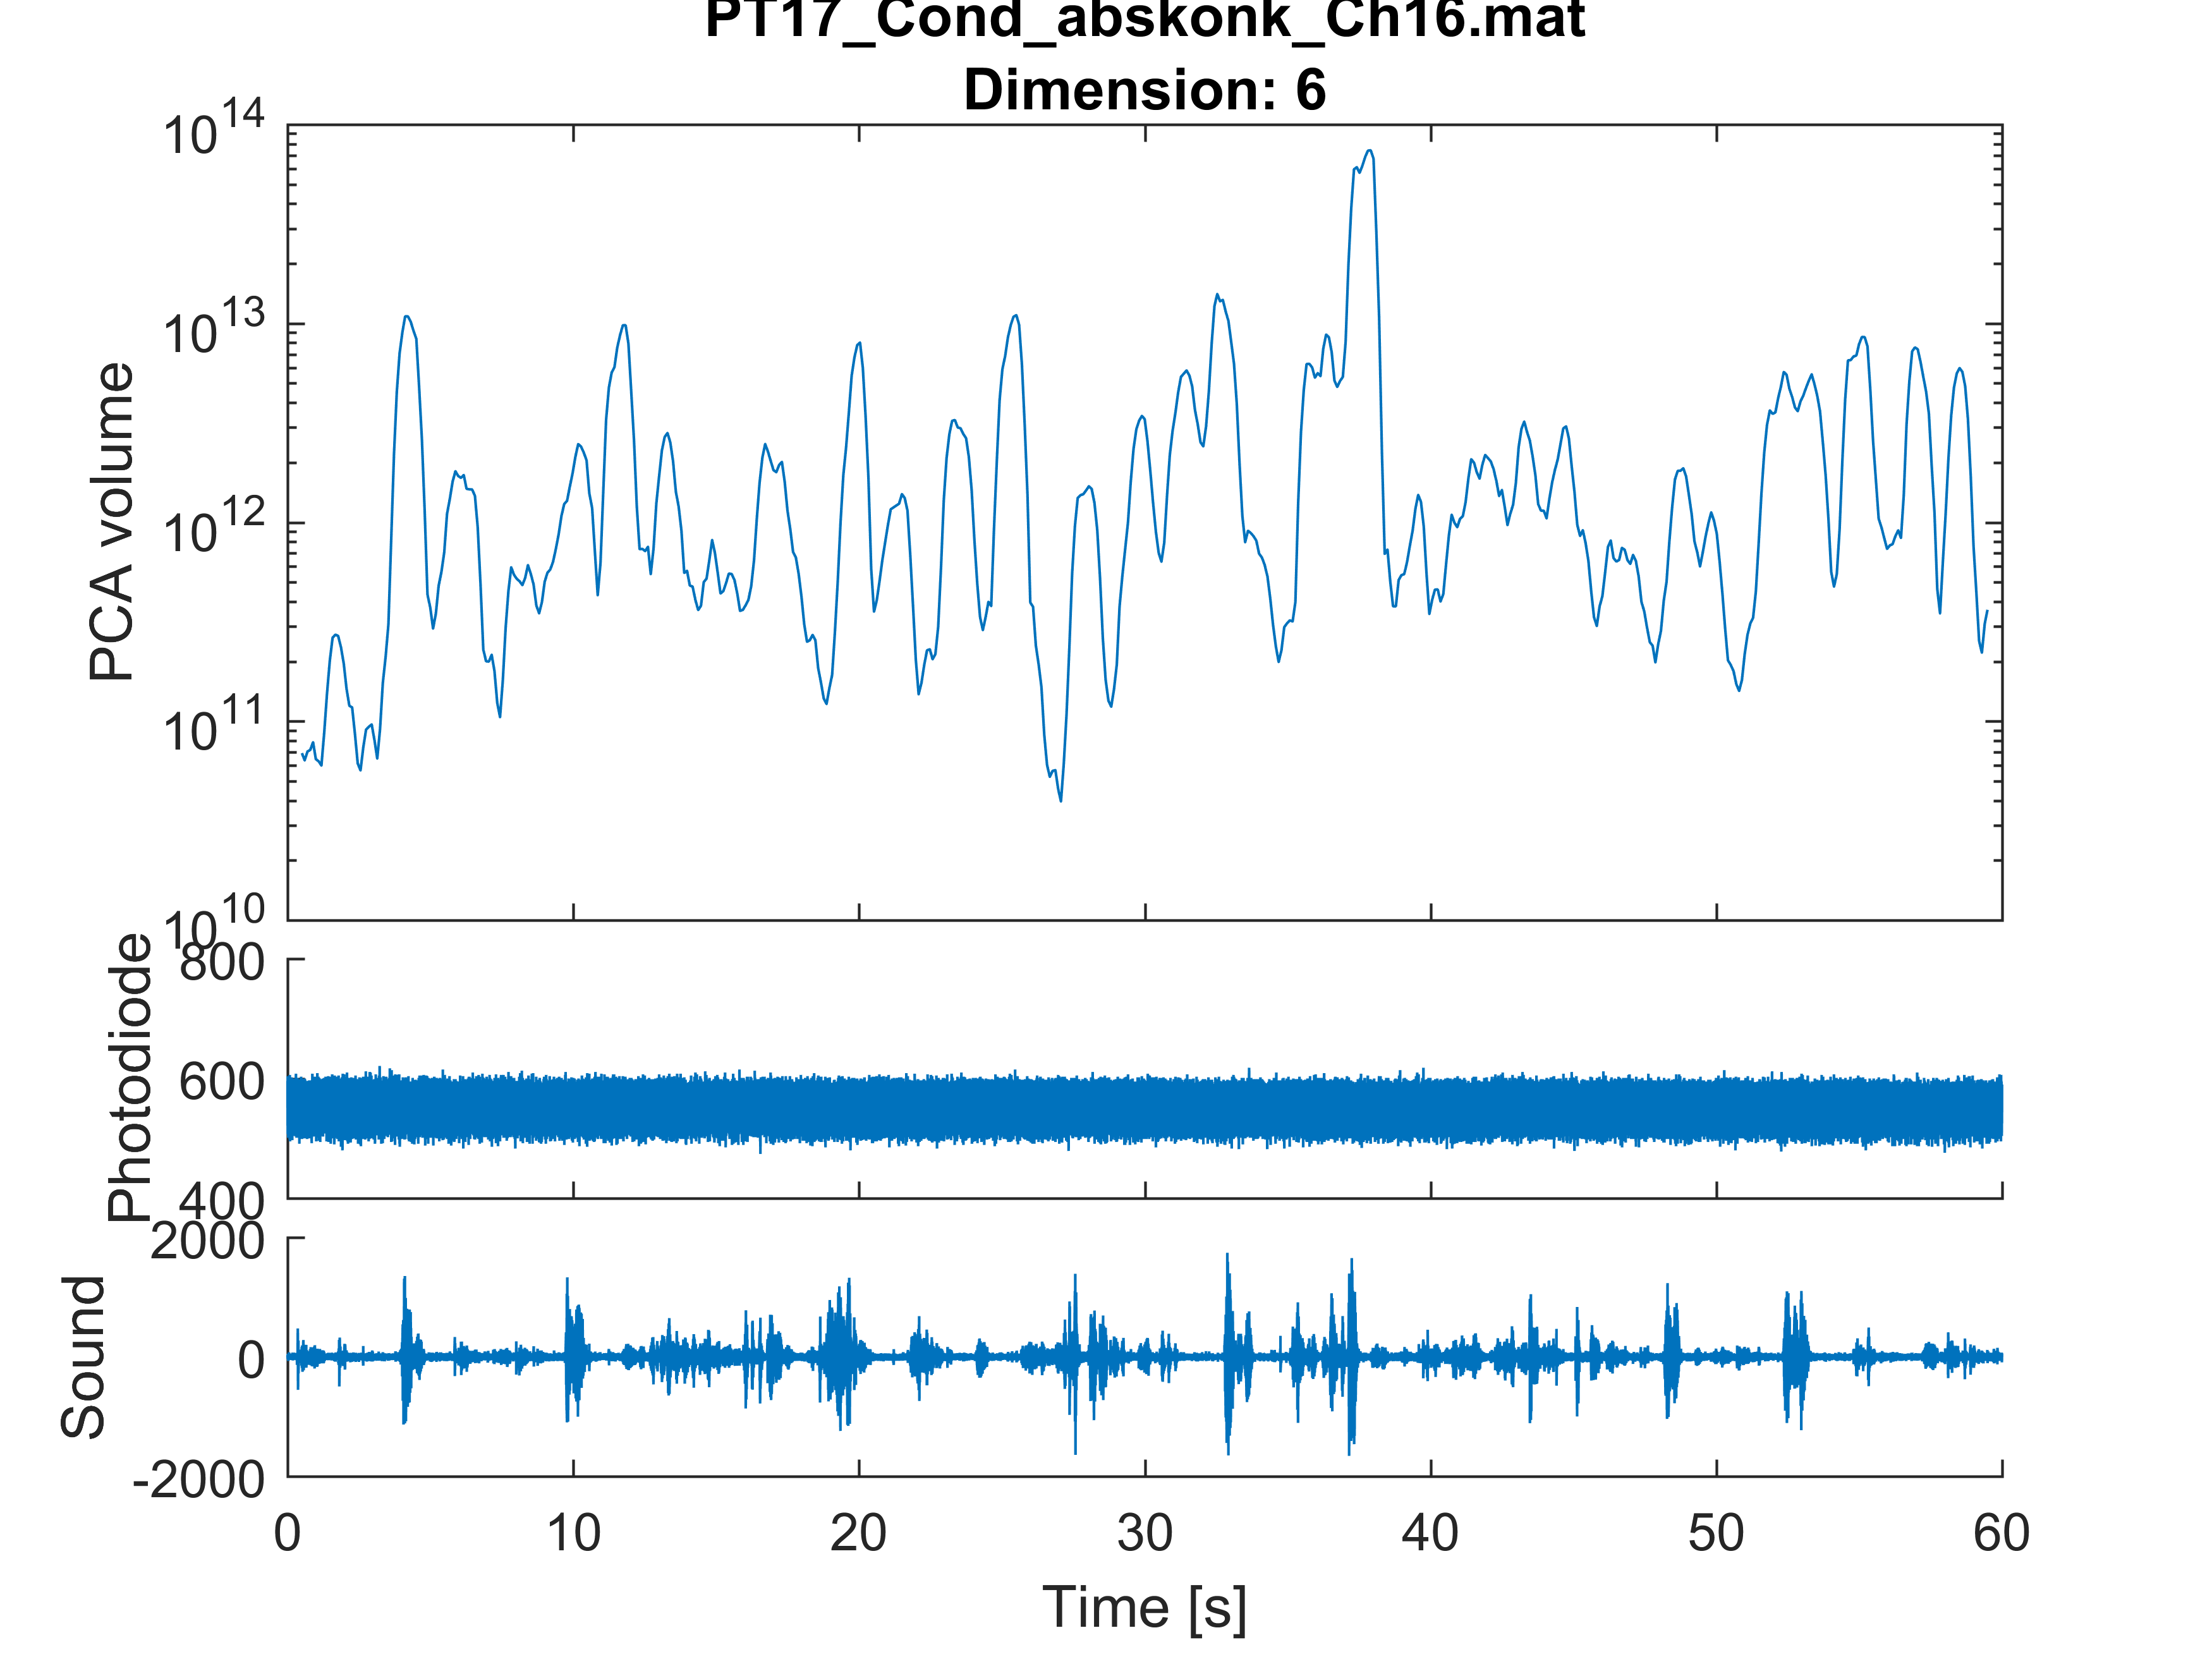 PT17_Cond_abskonk_Ch16.mat
Dimension: 6
PCA volume
10^14
10^13
10^12
10^11
10^10
Photodiode
800
600
400
Sound
2000
0
-2000
0 10 20 30 40 50 60
Time [s]